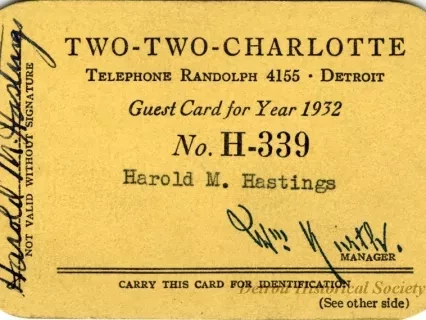 TWO-TWO-CHARLOTTE
TELEPHONE RANDOLPH 4155 · DETROIT
Guest Card for Year 1932
No. H-339
Harold M. Hastings
Wm
MANAGER
CARRY THIS CARD FOR IDENTIFICATION
Detroit Historical Society
(See other side)
Harold M. Hastings
NOT VALID WITHOUT SIGNATURE